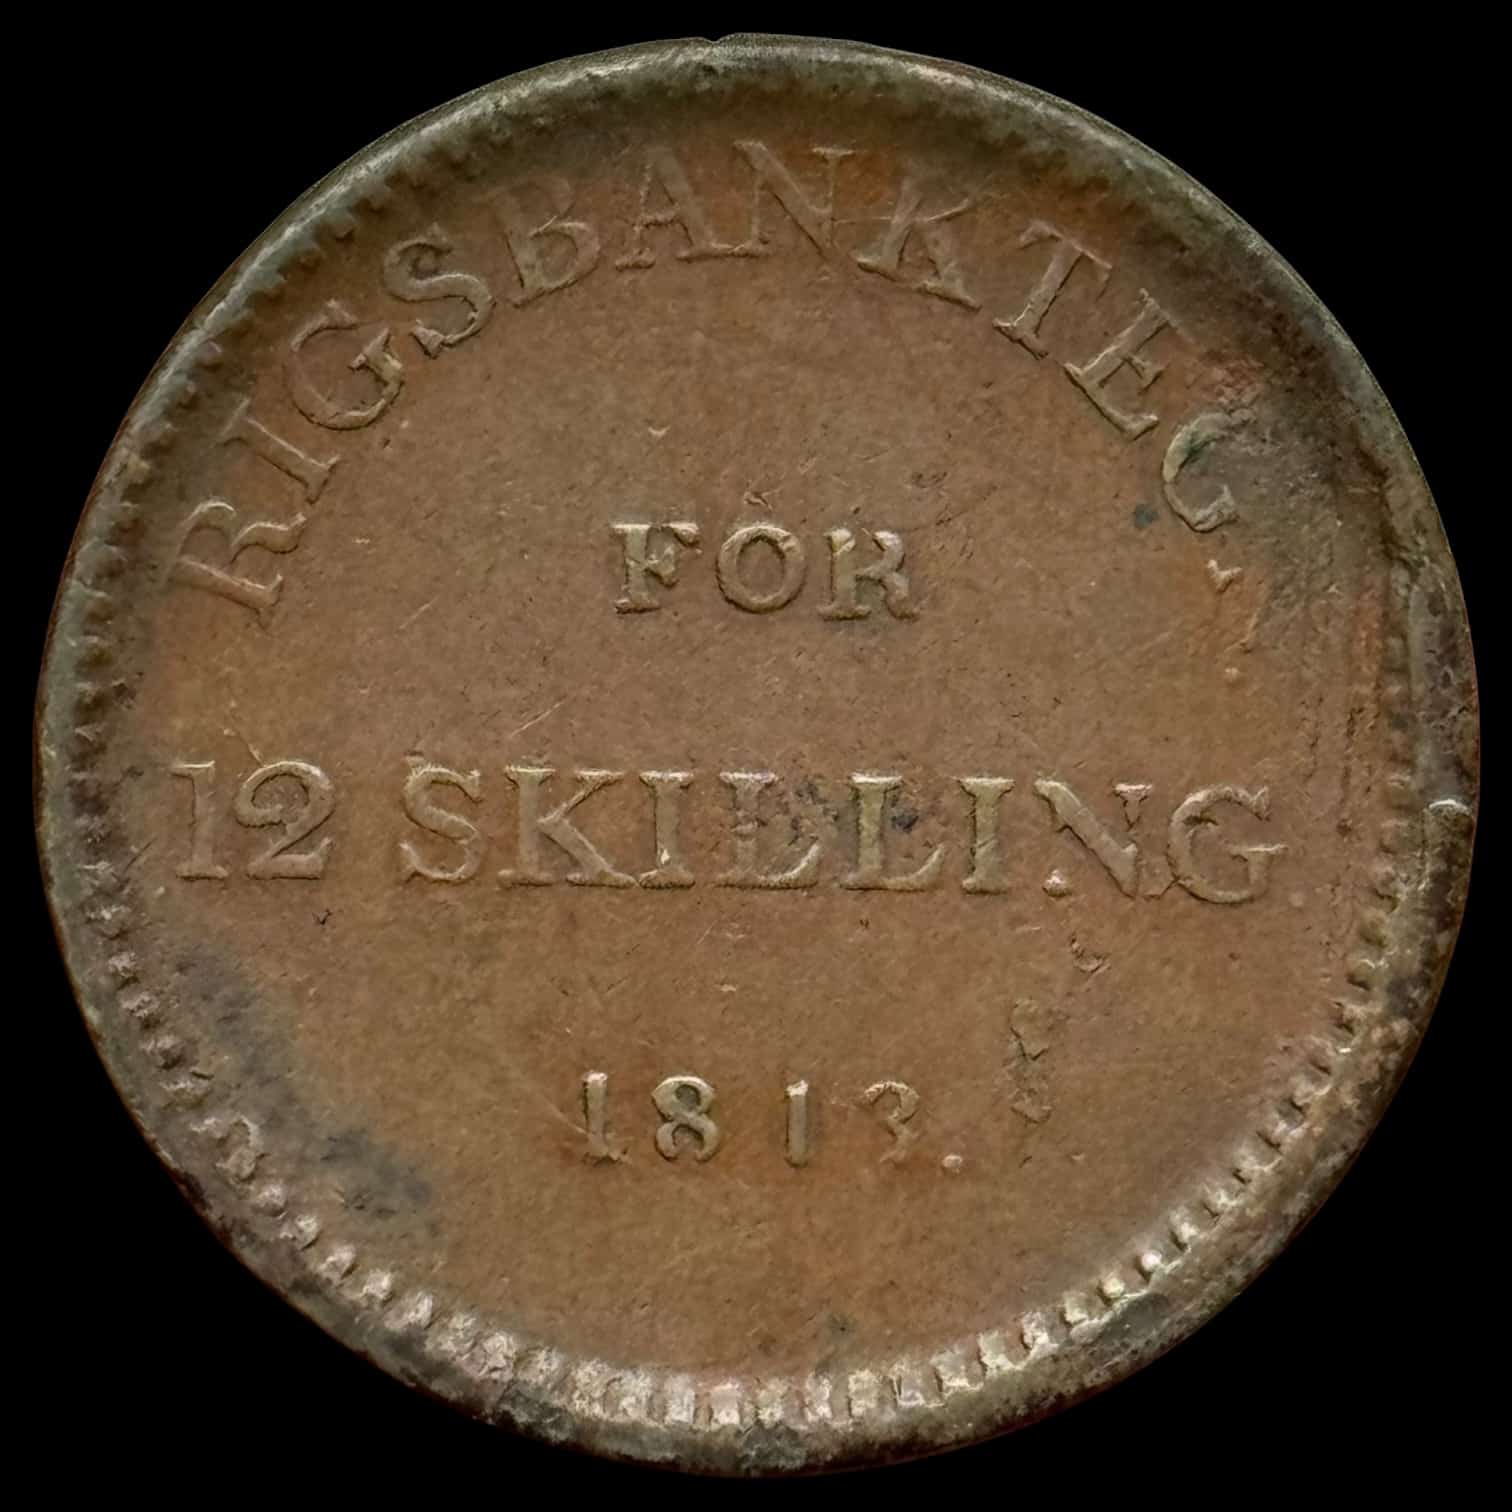 RIGSBANKTEG.
FOR
12 SKILLING
1813.